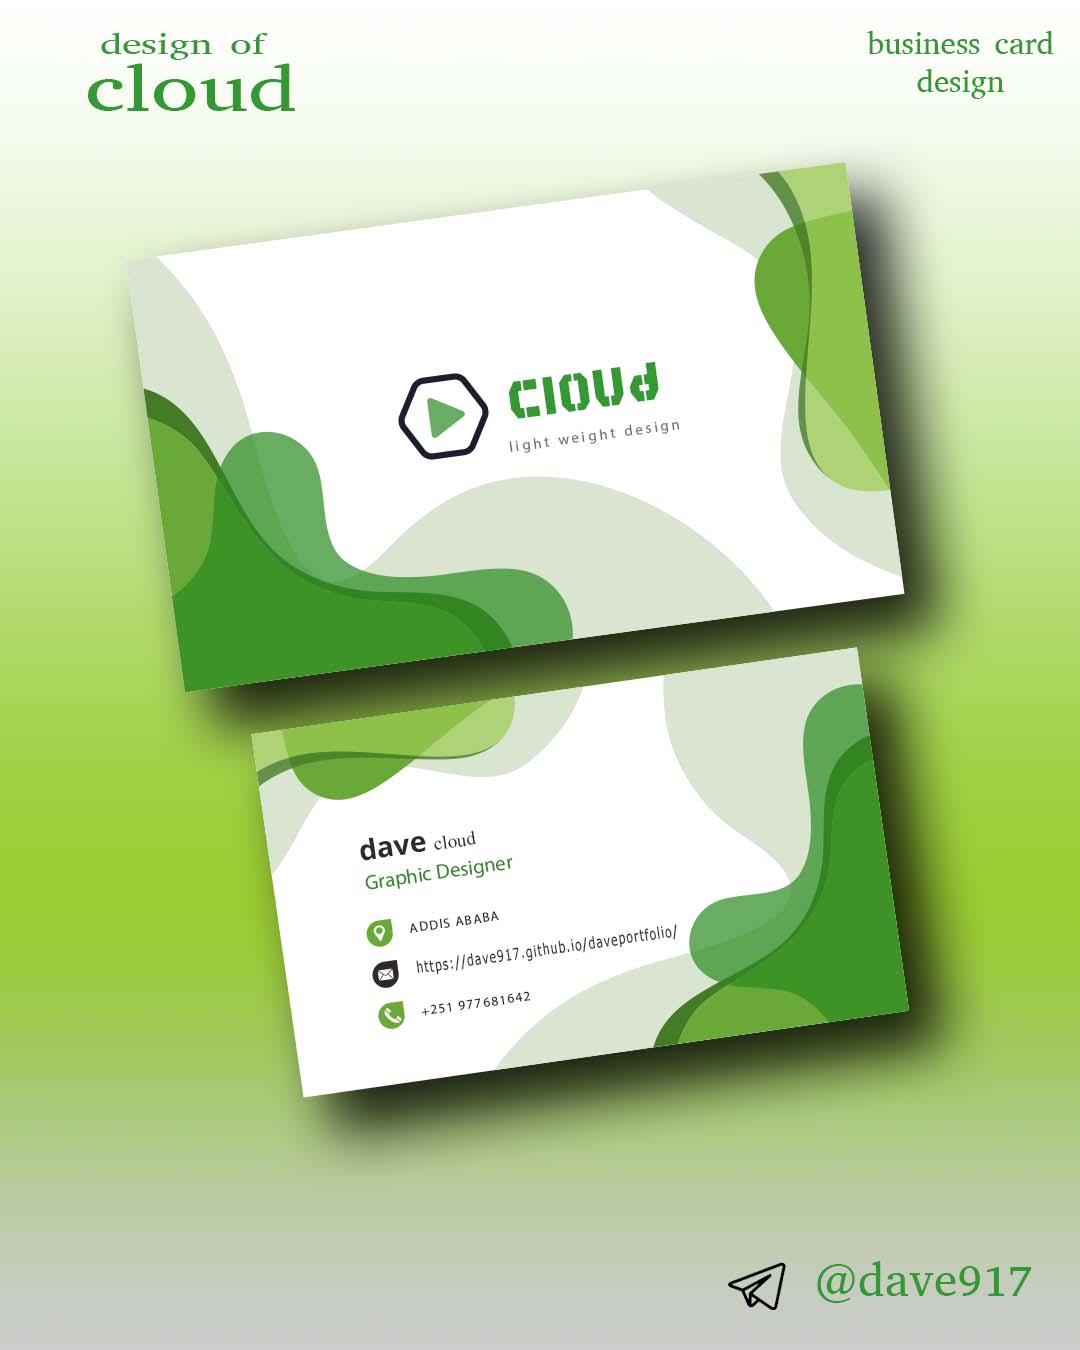 design of
cloud
business card
design
cloud
light weight design
dave cloud
Graphic Designer
ADDIS ABABA
https://dave917.github.io/daveportfolio/
+251 977681642
@dave917